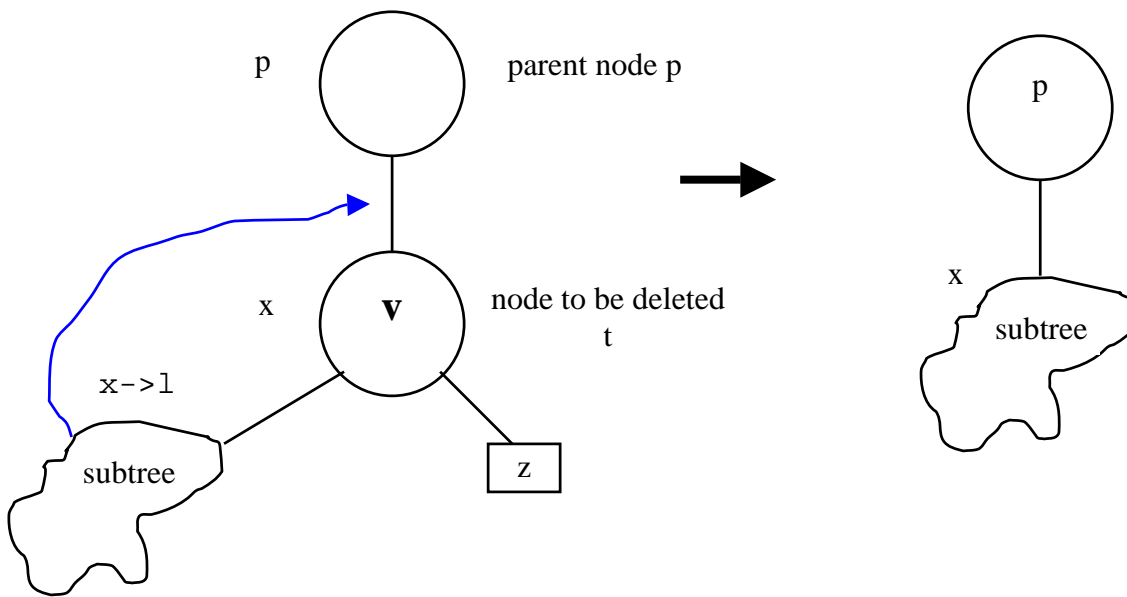 p
parent node p
p
x
v
node to be deleted
t
x
subtree
x->l
subtree
z